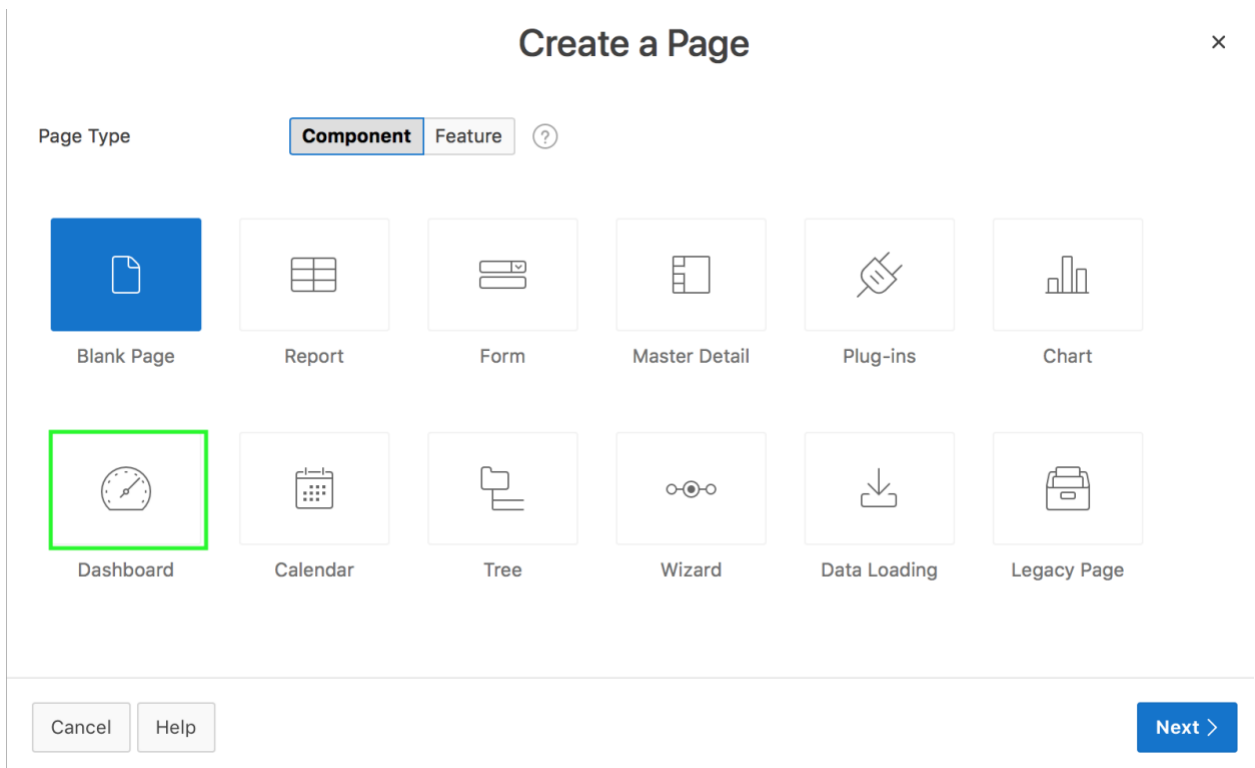 Create a Page
Page Type
Component
Feature
?
Blank Page
Report
Form
Master Detail
Plug-ins
Chart
Dashboard
Calendar
Tree
Wizard
Data Loading
Legacy Page
Cancel
Help
Next